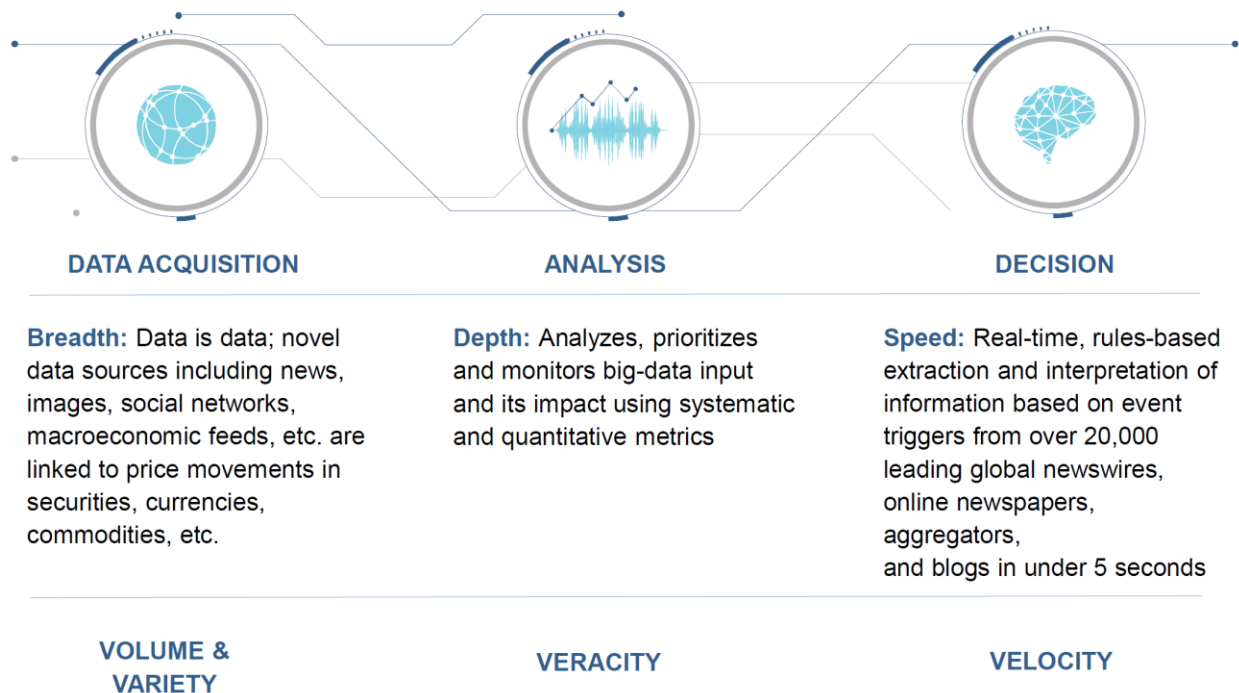 DATA ACQUISITION
ANALYSIS
DECISION
Breadth: Data is data; novel
data sources including news,
images, social networks,
macroeconomic feeds, etc. are
linked to price movements in
securities, currencies,
commodities, etc.
Depth: Analyzes, prioritizes
and monitors big-data input
and its impact using systematic
and quantitative metrics
Speed: Real-time, rules-based
extraction and interpretation of
information based on event
triggers from over 20,000
leading global newswires,
online newspapers,
aggregators,
and blogs in under 5 seconds
VOLUME &
VARIETY
VERACITY
VELOCITY